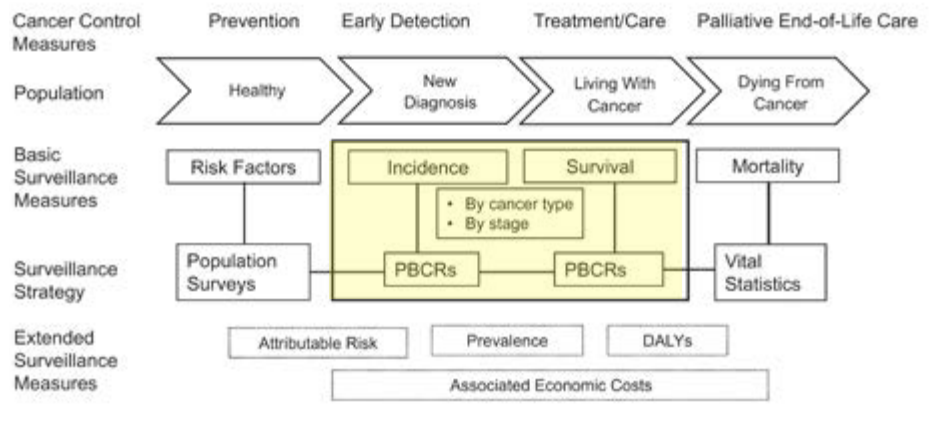 Cancer Control
Measures
Prevention
Early Detection
Treatment/Care
Palliative End-of-Life Care
Population
Healthy
New
Diagnosis
Living With
Cancer
Dying From
Cancer
Basic
Surveillance
Measures
Risk Factors
Incidence
Survival
Mortality
• By cancer type
• By stage
Surveillance
Strategy
Population
Surveys
PBCRs
PBCRs
Vital
Statistics
Extended
Surveillance
Measures
Attributable Risk
Prevalence
DALYs
Associated Economic Costs